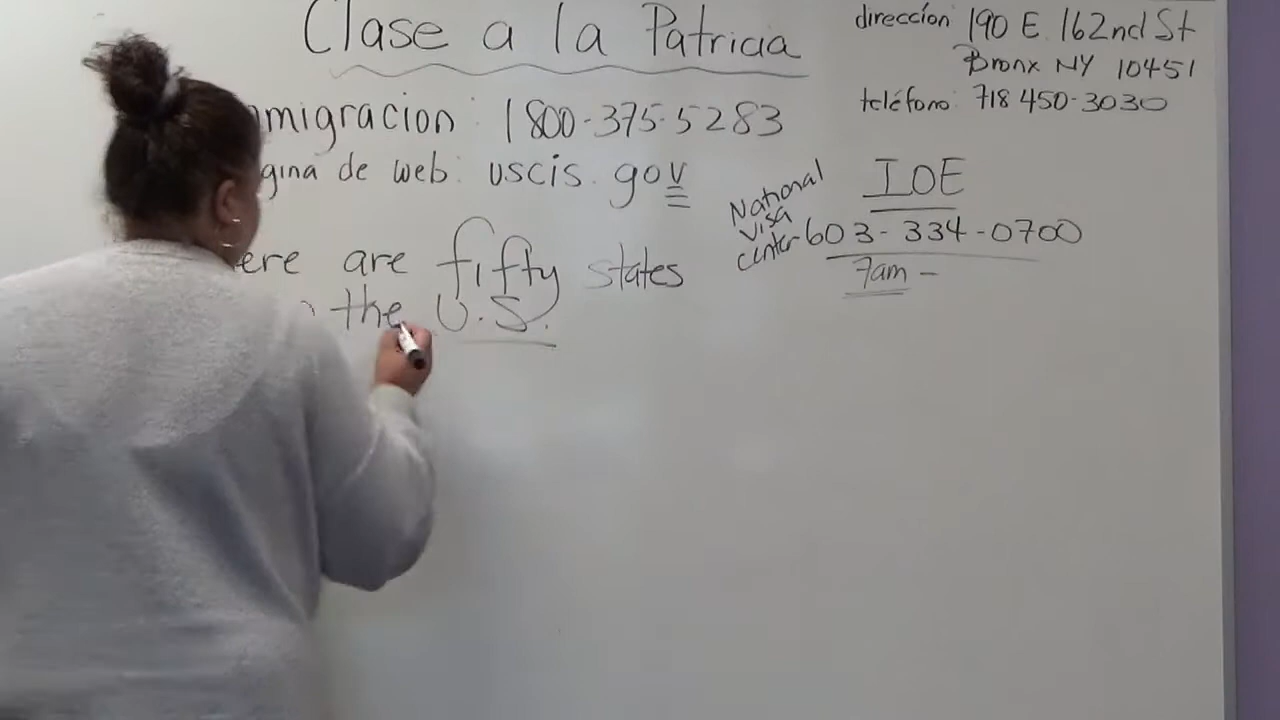 Clase a la Patricia
nmigracion: 1800-375-5283
gina de web: uscis.gov
ere are fifty states
the U.S.
dirección: 190 E. 162nd St
Bronx NY 10451
teléfono: 718 450-3030
IOE
National
Visa
Center 603-334-0700
7am -